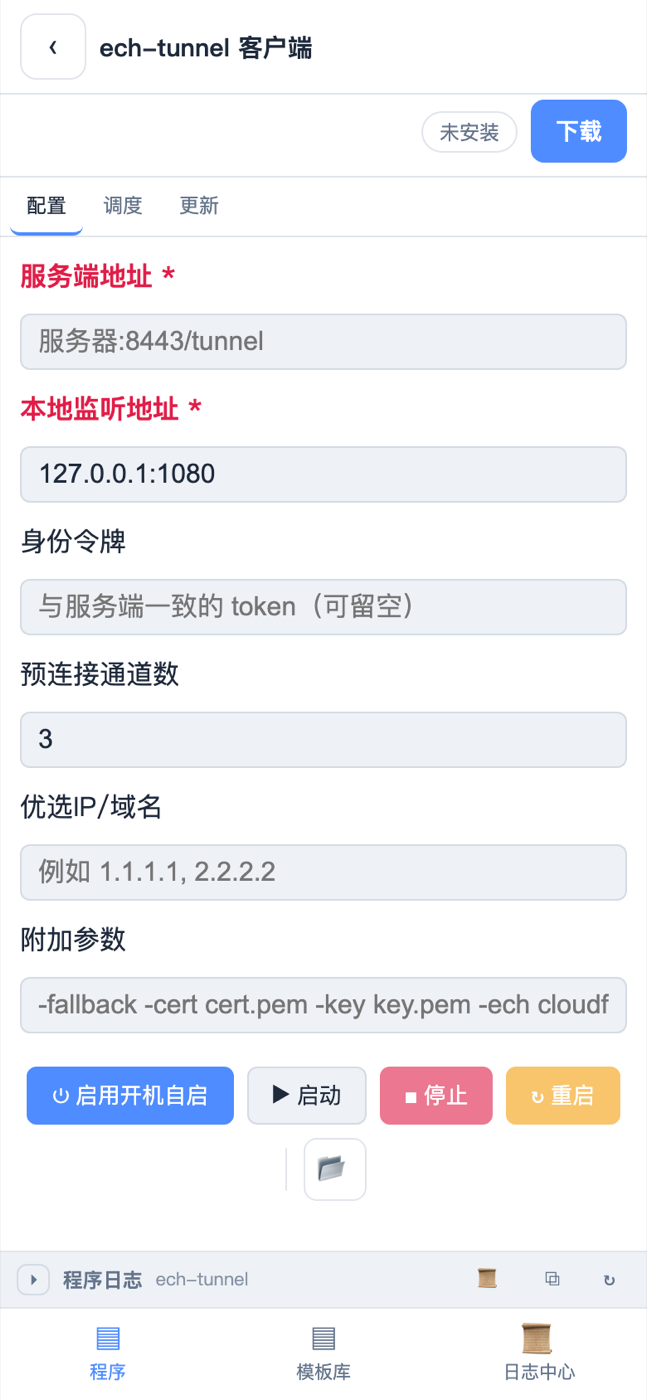 ech-tunnel 客户端
未安装
下载
配置 调度 更新
服务端地址 *
服务器:8443/tunnel
本地监听地址 *
127.0.0.1:1080
身份令牌
与服务端一致的 token（可留空）
预连接通道数
3
优选IP/域名
例如 1.1.1.1, 2.2.2.2
附加参数
-fallback -cert cert.pem -key key.pem -ech cloudf
启用开机自启 启动 停止 重启
程序日志 ech-tunnel
程序 模板库 日志中心